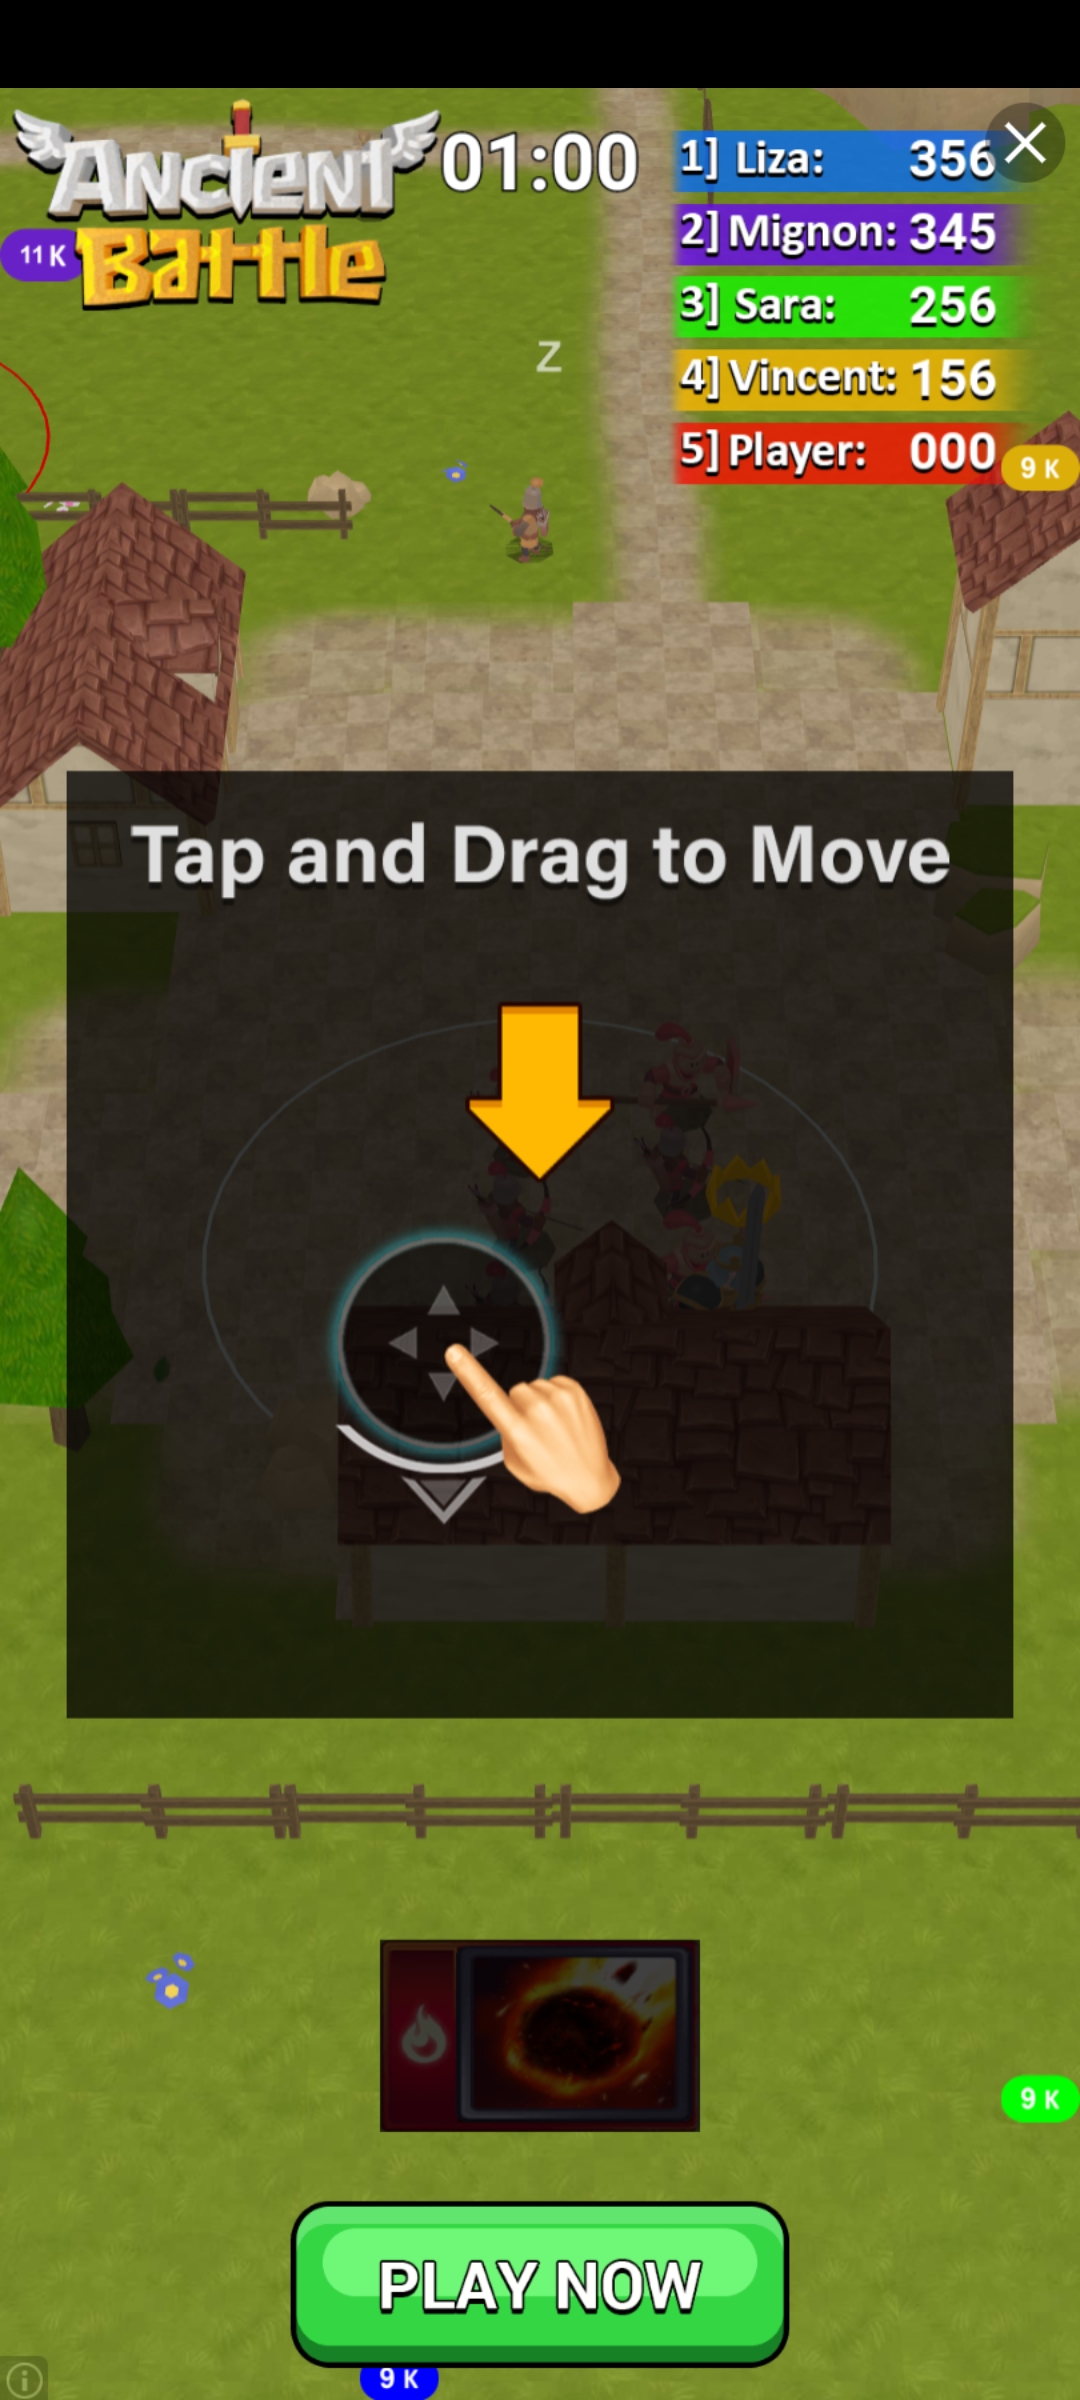 Ancient
Battle
01:00
1] Liza: 356
2] Mignon: 345
3] Sara: 256
4] Vincent: 156
5] Player: 000
11 K
Z
9 K
Tap and Drag to Move
9 K
PLAY NOW
9 K